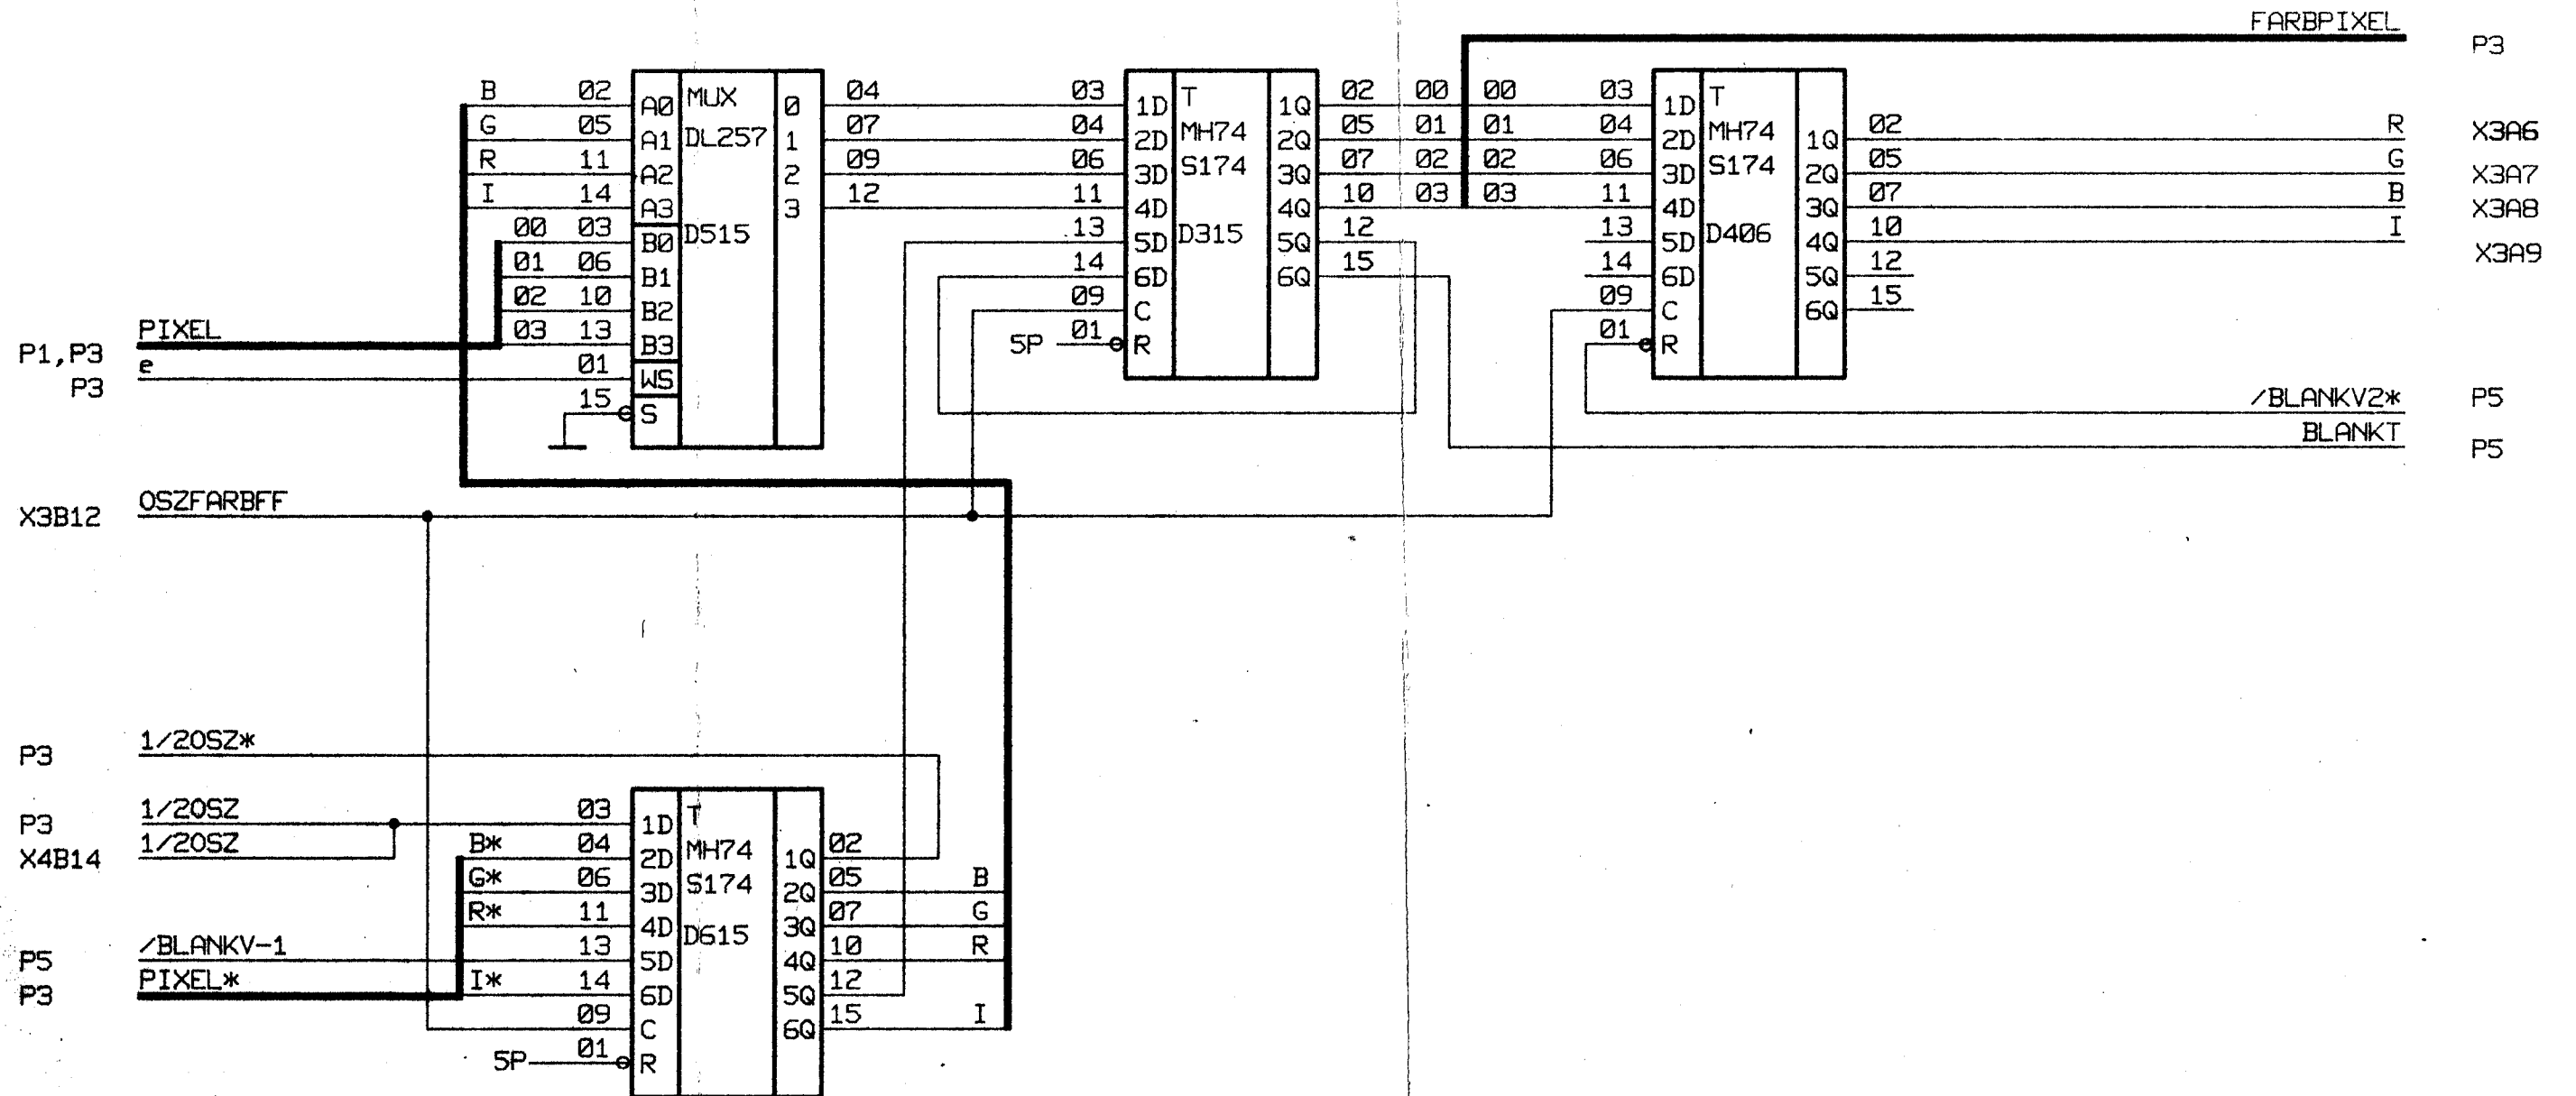 FARBPIXEL P3
B 02 A0 MUX 0 04 03 1D T 1Q 02 00 00 03 1D T
G 05 A1 DL257 1 07 04 2D MH74 2Q 05 01 01 04 2D MH74 1Q 02 R X3A6
R 11 A2 2 09 06 3D S174 3Q 07 02 02 06 3D S174 2Q 05 G X3A7
I 14 A3 3 12 11 4D 4Q 10 03 03 11 4D 3Q 07 B X3A8
00 03 B0 D515 13 5D D315 5Q 12 13 5D D406 4Q 10 I X3A9
01 06 B1 14 6D 6Q 15 14 6D 5Q 12
02 10 B2 09 C 09 C 6Q 15
P1,P3 PIXEL 03 13 B3 5P 01 R 01 R
P3 e 01 WS
15 S /BLANKV2* P5
BLANKT P5
X3B12 OSZFARBFF
P3 1/2OSZ*
P3 1/2OSZ 03 1D T
X4B14 1/2OSZ B* 04 2D MH74 1Q 02
G* 06 3D S174 2Q 05 B
R* 11 4D D615 3Q 07 G
P5 /BLANKV-1 13 5D 4Q 10 R
P3 PIXEL* I* 14 6D 5Q 12
09 C 6Q 15 I
5P 01 R